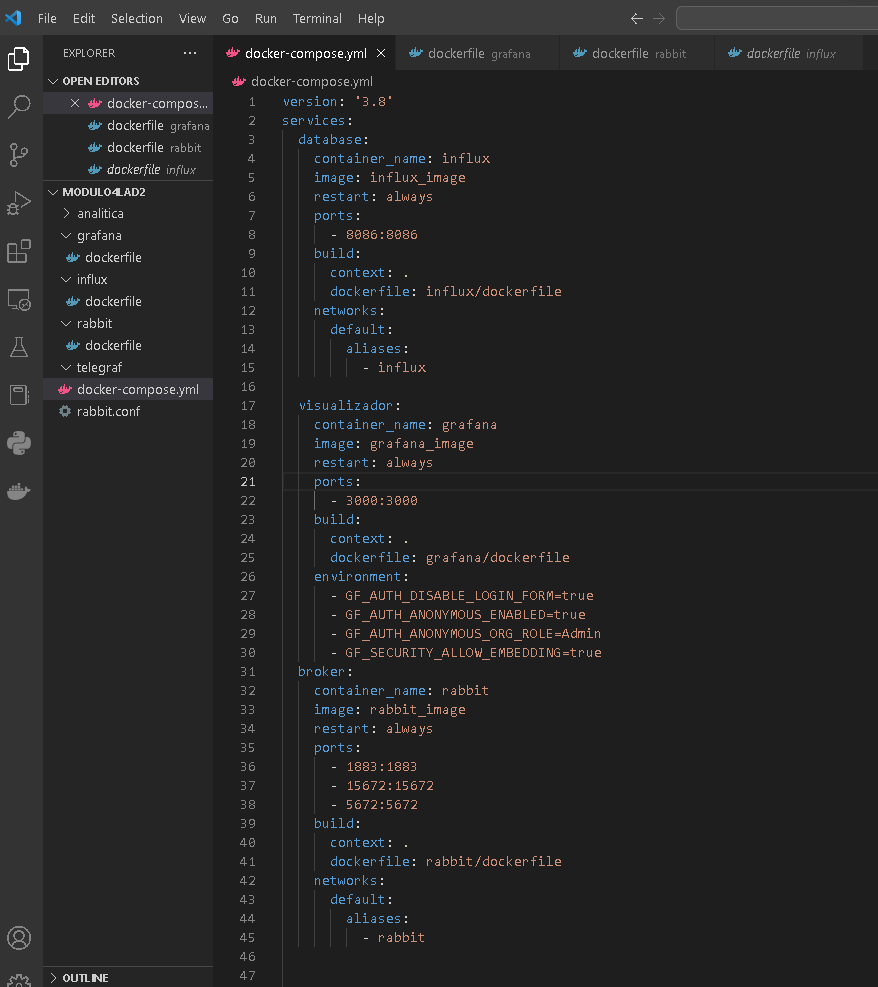 File Edit Selection View Go Run Terminal Help
EXPLORER
docker-compose.yml
dockerfile grafana
dockerfile rabbit
dockerfile influx
OPEN EDITORS
docker-compos...
dockerfile grafana
dockerfile rabbit
dockerfile influx
MODULO4LAD2
analitica
grafana
dockerfile
influx
dockerfile
rabbit
dockerfile
telegraf
docker-compose.yml
rabbit.conf
OUTLINE
docker-compose.yml
1 version: '3.8'
2 services:
3 database:
4 container_name: influx
5 image: influx_image
6 restart: always
7 ports:
8 - 8086:8086
9 build:
10 context: .
11 dockerfile: influx/dockerfile
12 networks:
13 default:
14 aliases:
15 - influx
16
17 visualizador:
18 container_name: grafana
19 image: grafana_image
20 restart: always
21 ports:
22 - 3000:3000
23 build:
24 context: .
25 dockerfile: grafana/dockerfile
26 environment:
27 - GF_AUTH_DISABLE_LOGIN_FORM=true
28 - GF_AUTH_ANONYMOUS_ENABLED=true
29 - GF_AUTH_ANONYMOUS_ORG_ROLE=Admin
30 - GF_SECURITY_ALLOW_EMBEDDING=true
31 broker:
32 container_name: rabbit
33 image: rabbit_image
34 restart: always
35 ports:
36 - 1883:1883
37 - 15672:15672
38 - 5672:5672
39 build:
40 context: .
41 dockerfile: rabbit/dockerfile
42 networks:
43 default:
44 aliases:
45 - rabbit
46
47